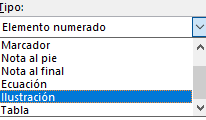 Tipo:
Elemento numerado
Marcador
Nota al pie
Nota al final
Ecuación
Ilustración
Tabla